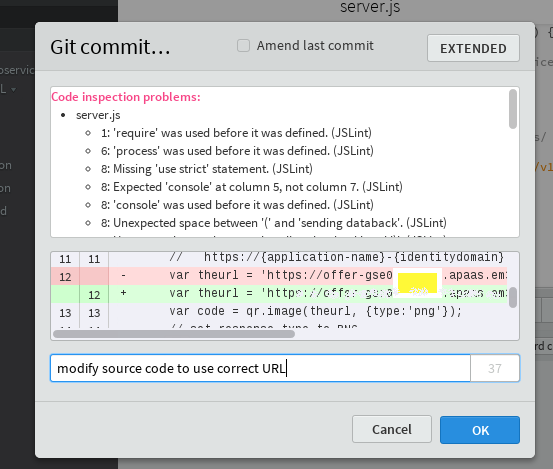 server.js
Git commit...
Amend last commit
EXTENDED
Code inspection problems:
server.js
1: 'require' was used before it was defined. (JSLint)
6: 'process' was used before it was defined. (JSLint)
8: Missing 'use strict' statement. (JSLint)
8: Expected 'console' at column 5, not column 7. (JSLint)
8: 'console' was used before it was defined. (JSLint)
8: Unexpected space between '(' and 'sending databack'. (JSLint)
11 11 // https://{application-name}-{identitydomain}
12 - var theurl = 'https://offer-gse0 .apaas.em
12 + var theurl = 'https://offer-gse0 .apaas.em
13 13 var code = qr.image(theurl, {type:'png'});
// set response type to PNG
modify source code to use correct URL
37
Cancel
OK